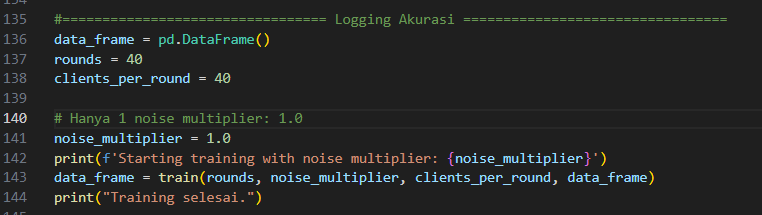 135 #================================= Logging Akurasi =================================
136 data_frame = pd.DataFrame()
137 rounds = 40
138 clients_per_round = 40
139
140 # Hanya 1 noise multiplier: 1.0
141 noise_multiplier = 1.0
142 print(f'Starting training with noise multiplier: {noise_multiplier}')
143 data_frame = train(rounds, noise_multiplier, clients_per_round, data_frame)
144 print("Training selesai.")